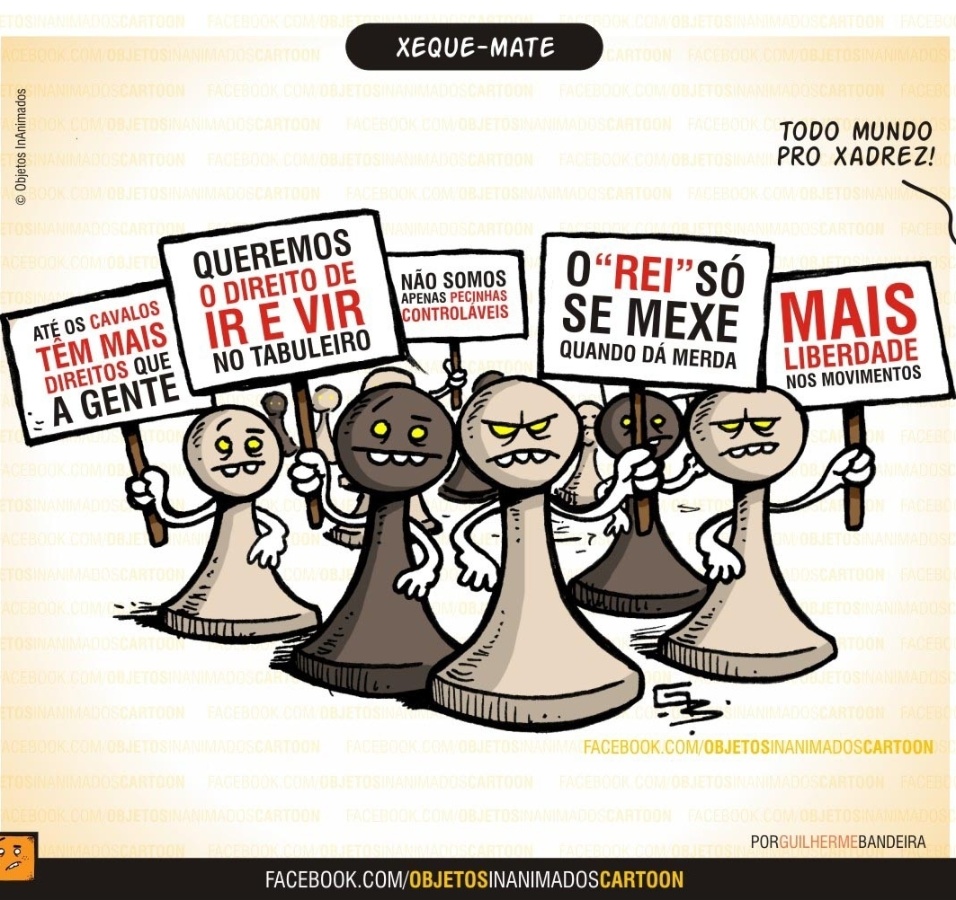 XEQUE-MATE
© Objetos InAnimados
TODO MUNDO
PRO XADREZ!
ATÉ OS CAVALOS
TÊM MAIS
DIREITOS QUE
A GENTE
QUEREMOS
O DIREITO DE
IR E VIR
NO TABULEIRO
NÃO SOMOS
APENAS PECINHAS
CONTROLÁVEIS
O “REI” SÓ
SE MEXE
QUANDO DÁ MERDA
MAIS
LIBERDADE
NOS MOVIMENTOS
FACEBOOK.COM/OBJETOSINANIMADOSCARTOON
PORGUILHERMEBANDEIRA
FACEBOOK.COM/OBJETOSINANIMADOSCARTOON